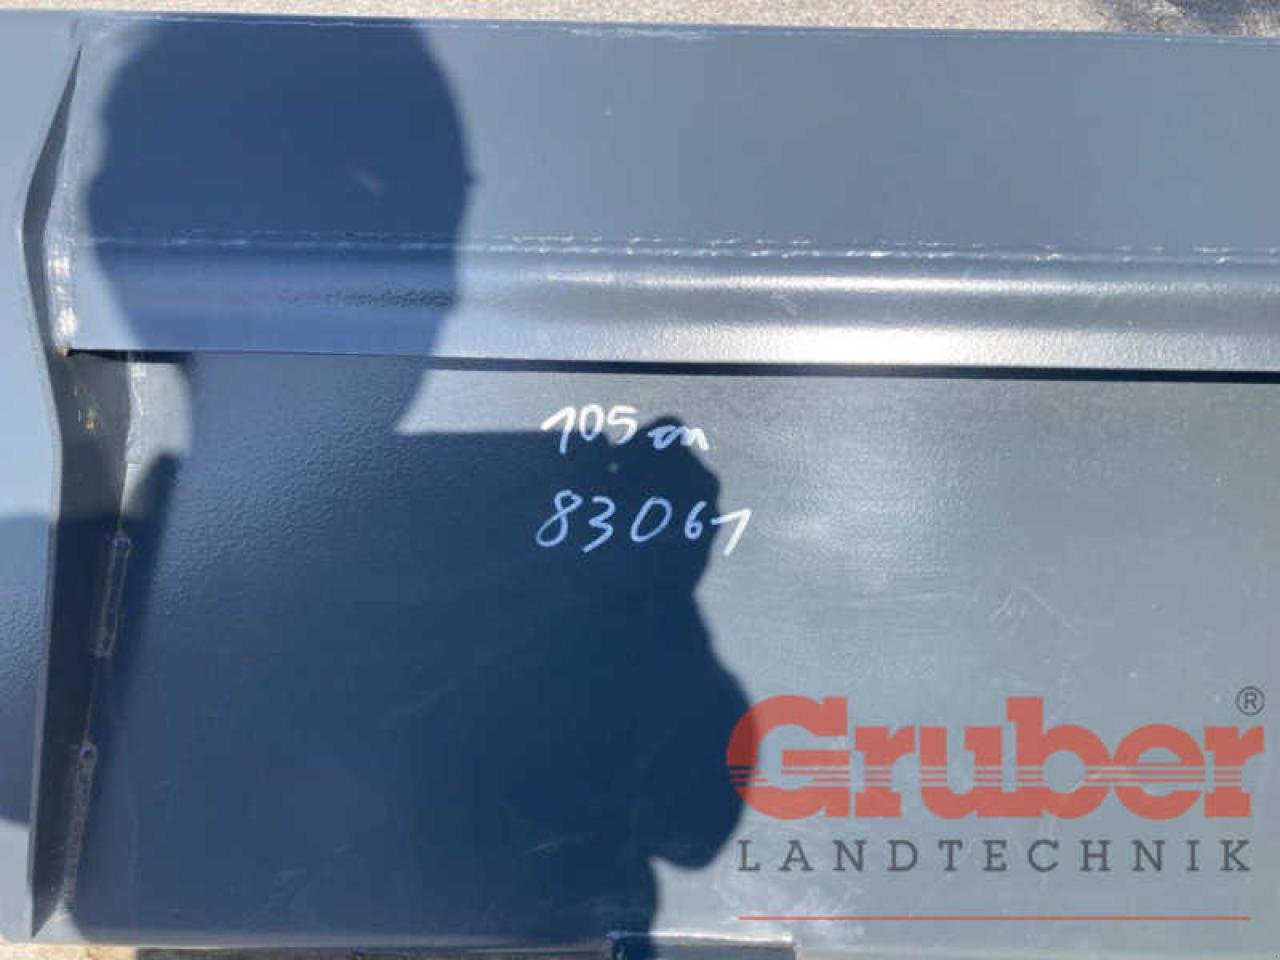 105 cm
83061
Gruber®
LANDTECHNIK